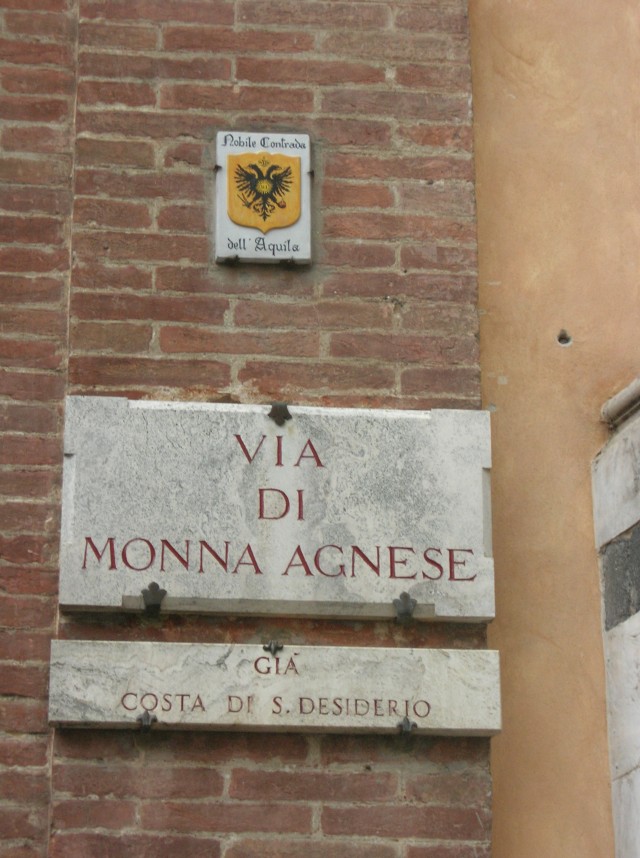 Nobile Contrada
dell' Aquila
VIA
DI
MONNA AGNESE
GIÀ
COSTA DI S. DESIDERIO